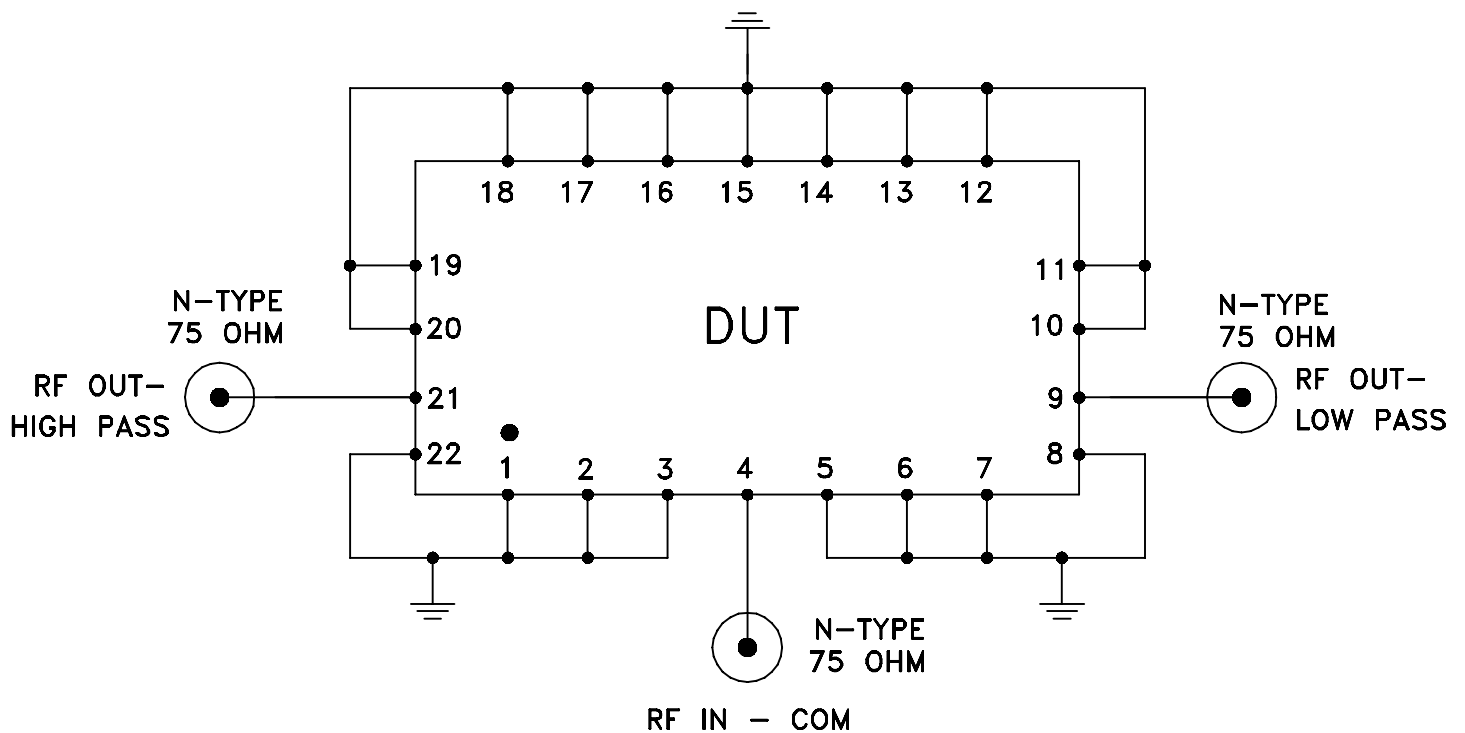 18 17 16 15 14 13 12
19
11
20
10
N-TYPE
75 OHM
RF OUT-
HIGH PASS
DUT
N-TYPE
75 OHM
RF OUT-
LOW PASS
21
9
22
8
1 2 3 4 5 6 7
N-TYPE
75 OHM
RF IN - COM